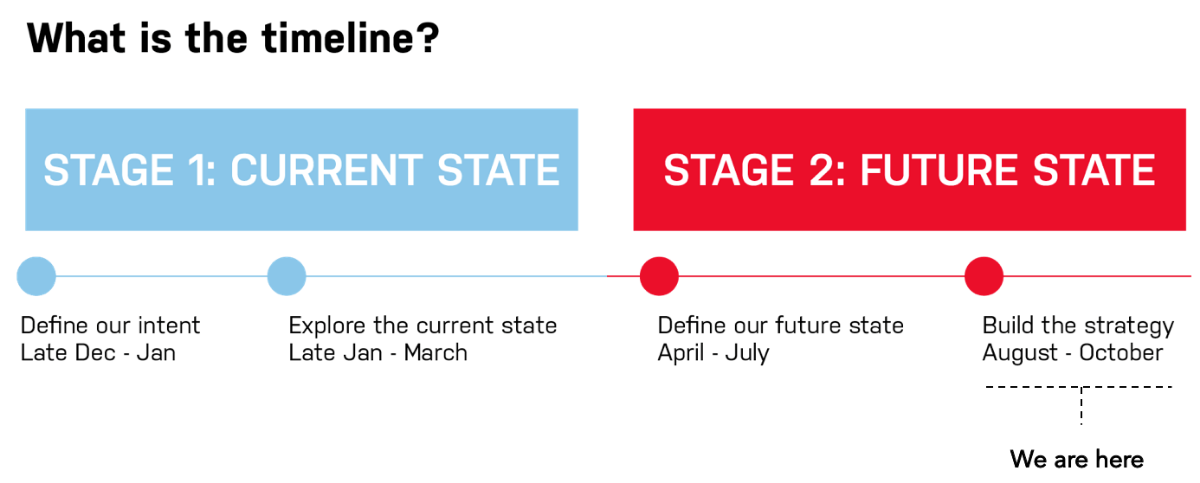 What is the timeline?
STAGE 1: CURRENT STATE
STAGE 2: FUTURE STATE
Define our intent
Late Dec - Jan
Explore the current state
Late Jan - March
Define our future state
April - July
Build the strategy
August - October
We are here